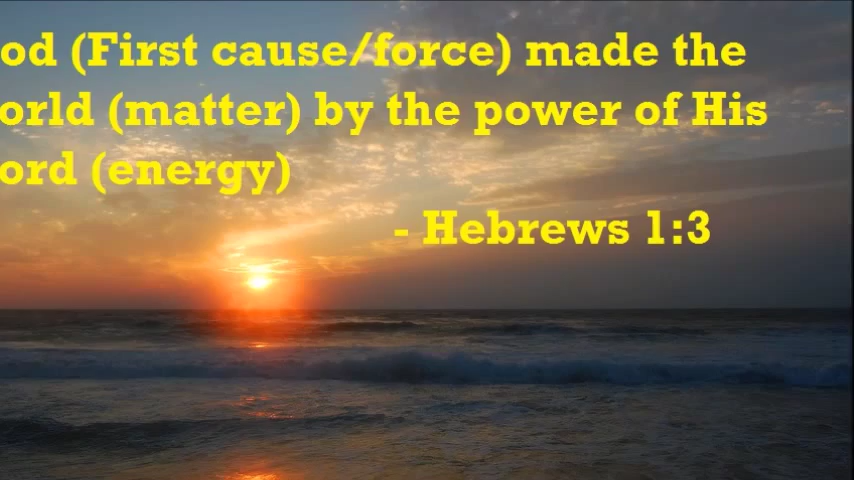 od (First cause/force) made the
orld (matter) by the power of His
ord (energy)
- Hebrews 1:3